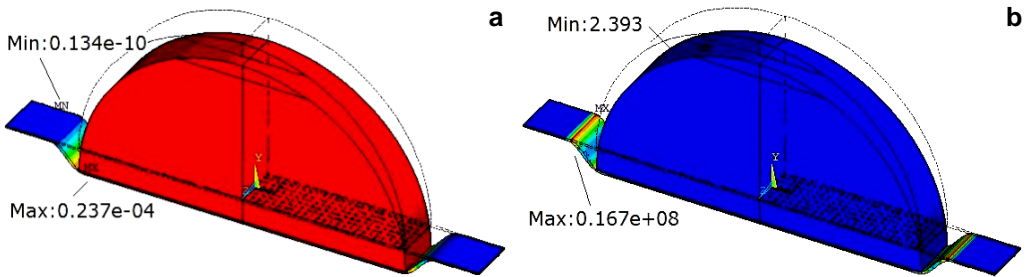 a
Min:0.134e-10
MN
MX
Y
Z
Max:0.237e-04
b
Min:2.393
MX
Y
Z
Max:0.167e+08